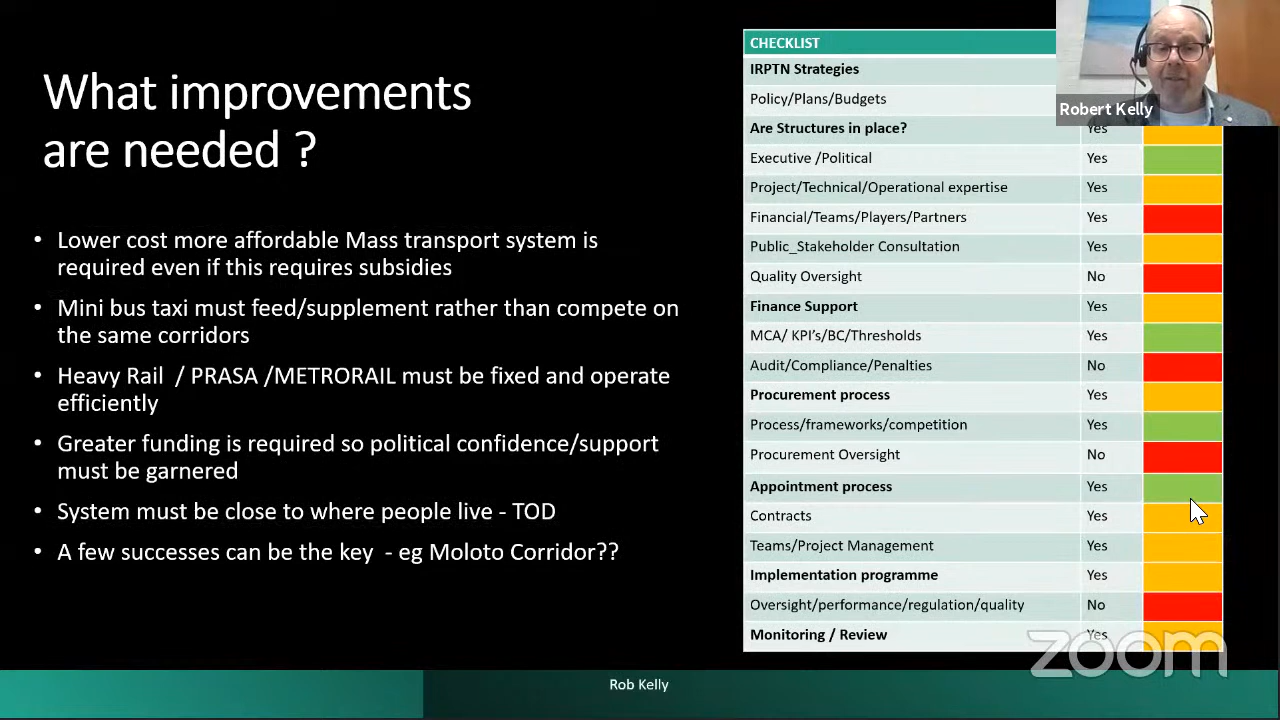 What improvements
are needed ?
• Lower cost more affordable Mass transport system is
required even if this requires subsidies
• Mini bus taxi must feed/supplement rather than compete on
the same corridors
• Heavy Rail / PRASA /METRORAIL must be fixed and operate
efficiently
• Greater funding is required so political confidence/support
must be garnered
• System must be close to where people live - TOD
• A few successes can be the key - eg Moloto Corridor??
CHECKLIST
IRPTN Strategies
Policy/Plans/Budgets
Are Structures in place? Yes
Executive /Political Yes
Project/Technical/Operational expertise Yes
Financial/Teams/Players/Partners Yes
Public_Stakeholder Consultation Yes
Quality Oversight No
Finance Support Yes
MCA/ KPI's/BC/Thresholds Yes
Audit/Compliance/Penalties No
Procurement process Yes
Process/frameworks/competition Yes
Procurement Oversight No
Appointment process Yes
Contracts Yes
Teams/Project Management Yes
Implementation programme Yes
Oversight/performance/regulation/quality No
Monitoring / Review Yes
Robert Kelly
zoom
Rob Kelly